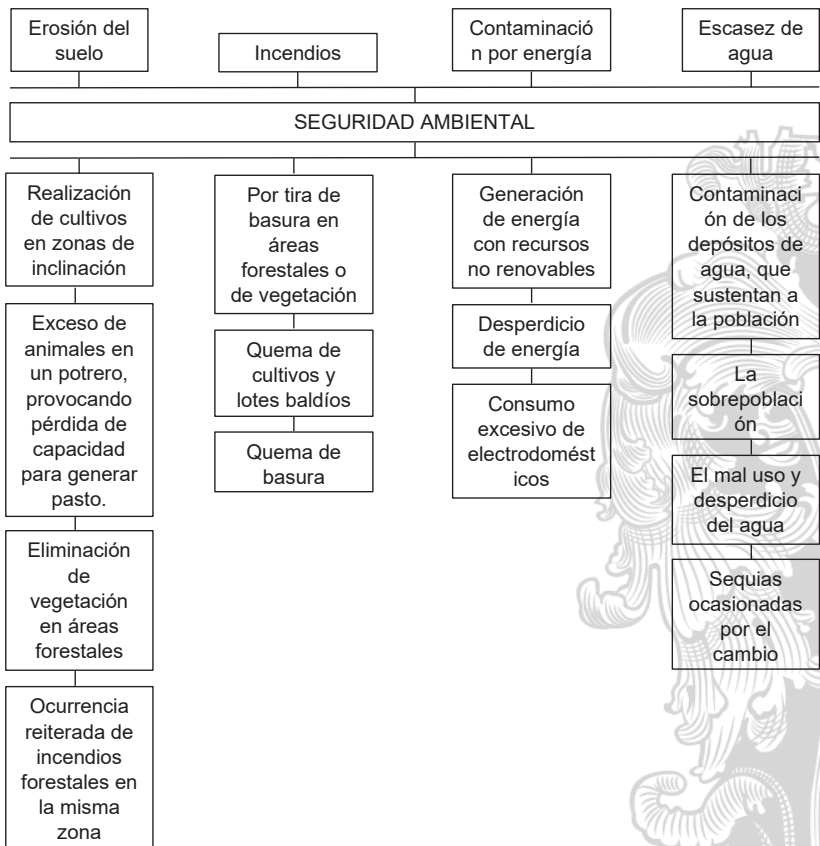 Erosión del
suelo
Incendios
Contaminació
n por energía
Escasez de
agua
SEGURIDAD AMBIENTAL
Realización
de cultivos
en zonas de
inclinación
Exceso de
animales en
un potrero,
provocando
pérdida de
capacidad
para generar
pasto.
Eliminación
de
vegetación
en áreas
forestales
Ocurrencia
reiterada de
incendios
forestales en
la misma
zona
Por tira de
basura en
áreas
forestales o
de vegetación
Quema de
cultivos y
lotes baldíos
Quema de
basura
Generación
de energía
con recursos
no renovables
Desperdicio
de energía
Consumo
excesivo de
electrodomést
icos
Contaminaci
ón de los
depósitos de
agua, que
sustentan a
la población
La
sobrepoblaci
ón
El mal uso y
desperdicio
del agua
Sequias
ocasionadas
por el
cambio